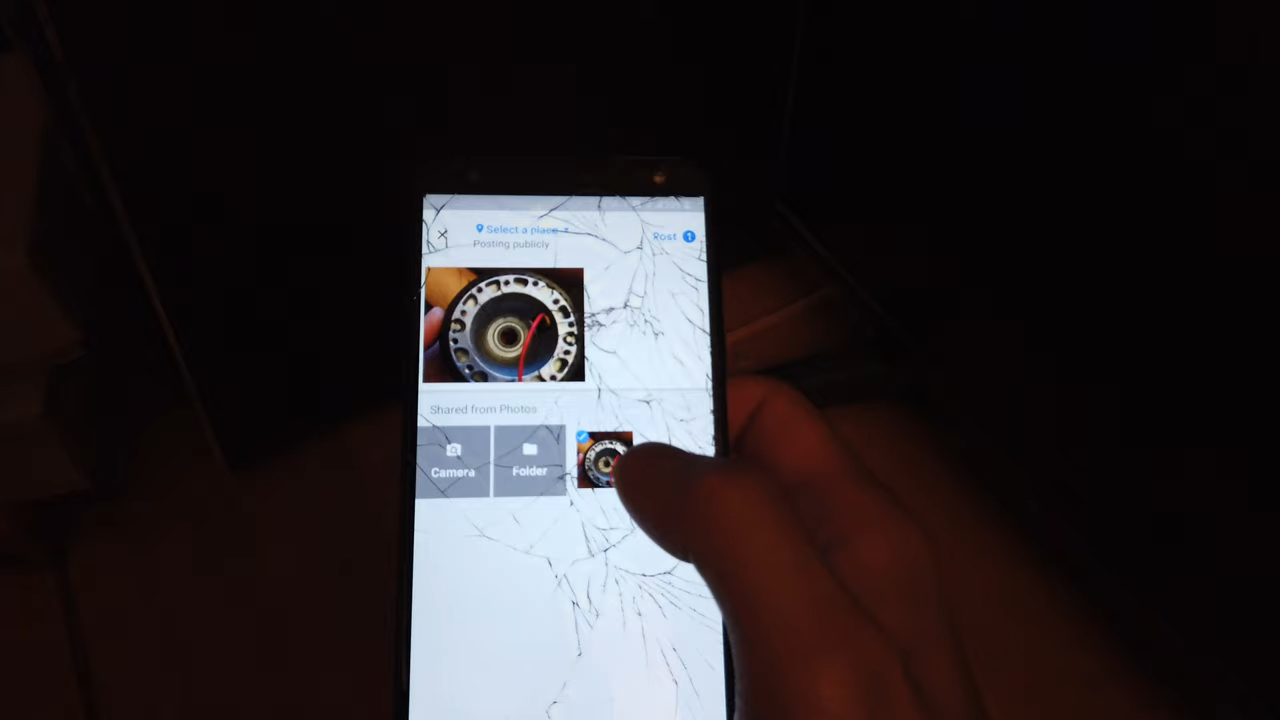 Select a place
Posting publicly
Post 1
Shared from Photos
Camera
Folder